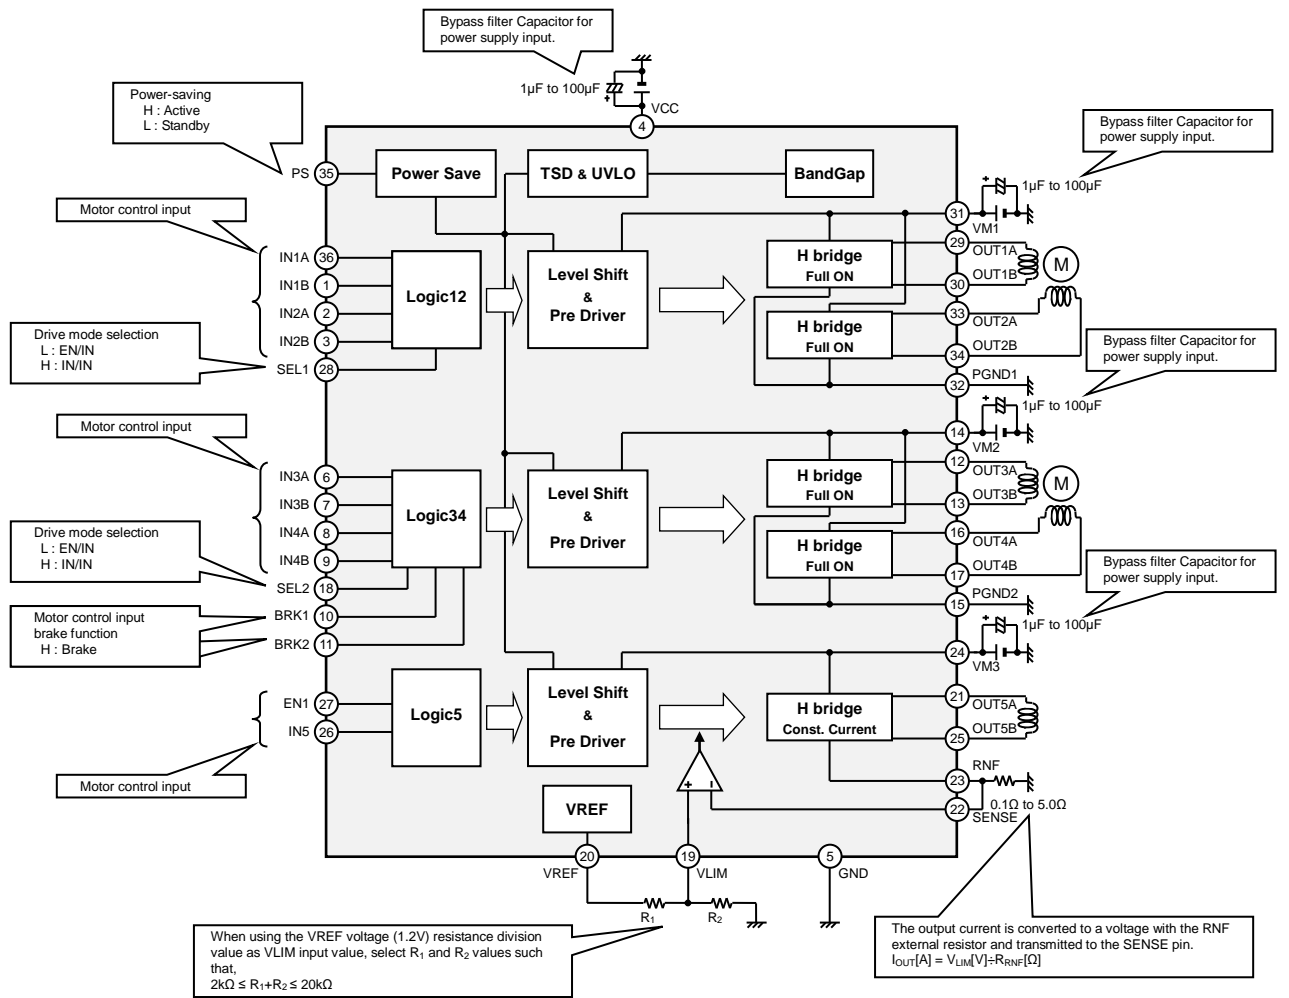 Bypass filter Capacitor for
power supply input.
1µF to 100µF
+
VCC
4
Power-saving
H : Active
L : Standby
Bypass filter Capacitor for
power supply input.
PS 35
Power Save
TSD & UVLO
BandGap
+
1µF to 100µF
31
VM1
Motor control input
IN1A 36
IN1B 1
IN2A 2
IN2B 3
SEL1 28
Logic12
Level Shift
&
Pre Driver
H bridge
Full ON
H bridge
Full ON
29
OUT1A
OUT1B
30
M
33
OUT2A
OUT2B
34
32
PGND1
Drive mode selection
L : EN/IN
H : IN/IN
Bypass filter Capacitor for
power supply input.
+
1µF to 100µF
14
VM2
Motor control input
IN3A 6
IN3B 7
IN4A 8
IN4B 9
SEL2 18
BRK1 10
BRK2 11
Logic34
Level Shift
&
Pre Driver
H bridge
Full ON
H bridge
Full ON
12
OUT3A
OUT3B
13
M
16
OUT4A
OUT4B
17
15
PGND2
Drive mode selection
L : EN/IN
H : IN/IN
Motor control input
brake function
H : Brake
Bypass filter Capacitor for
power supply input.
+
1µF to 100µF
24
VM3
EN1 27
IN5 26
Logic5
Level Shift
&
Pre Driver
H bridge
Const. Current
21
OUT5A
OUT5B
25
Motor control input
+
−
RNF
23
0.1Ω to 5.0Ω
22
SENSE
VREF
20
VREF
19
VLIM
5
GND
R1
R2
When using the VREF voltage (1.2V) resistance division
value as VLIM input value, select R1 and R2 values such
that,
2kΩ ≤ R1+R2 ≤ 20kΩ
The output current is converted to a voltage with the RNF
external resistor and transmitted to the SENSE pin.
IOUT[A] = VLIM[V]÷RRNF[Ω]